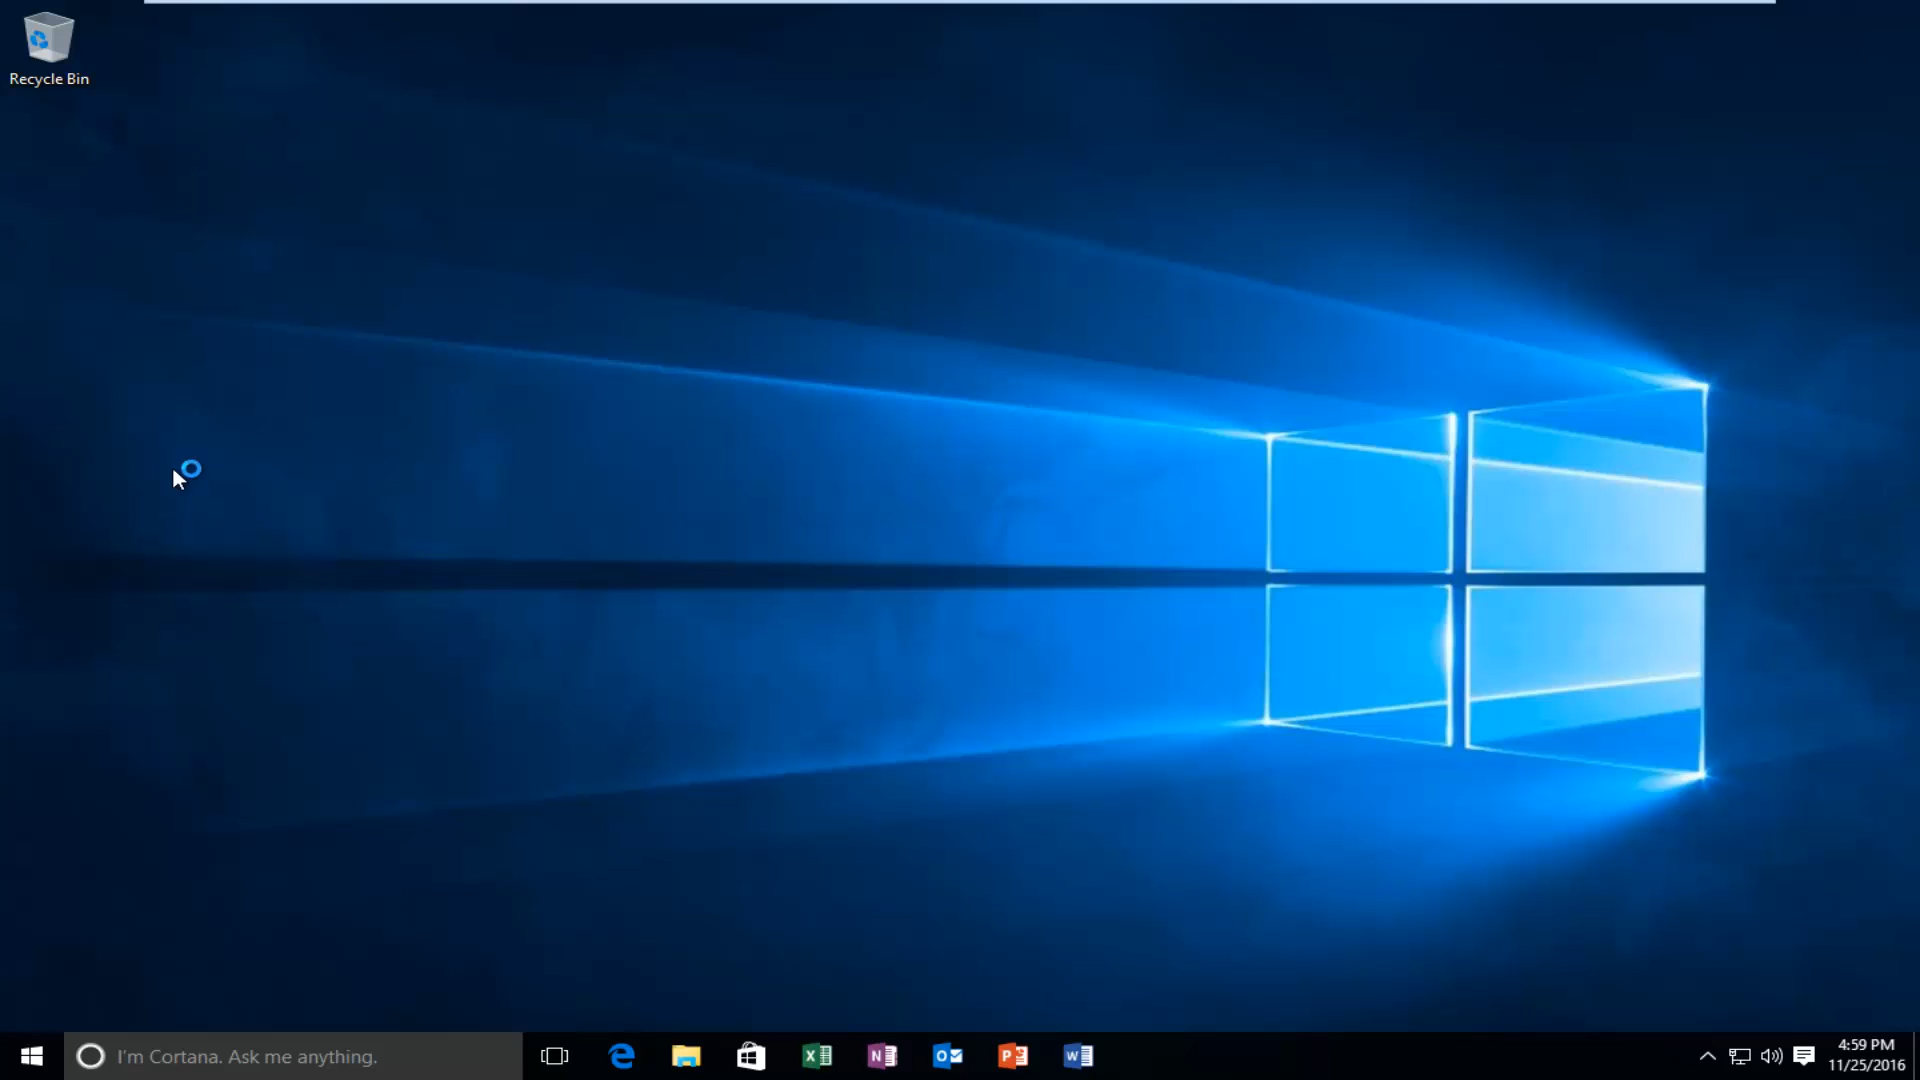 Recycle Bin
I'm Cortana. Ask me anything.
X
N
O
P
W
4:59 PM
11/25/2016